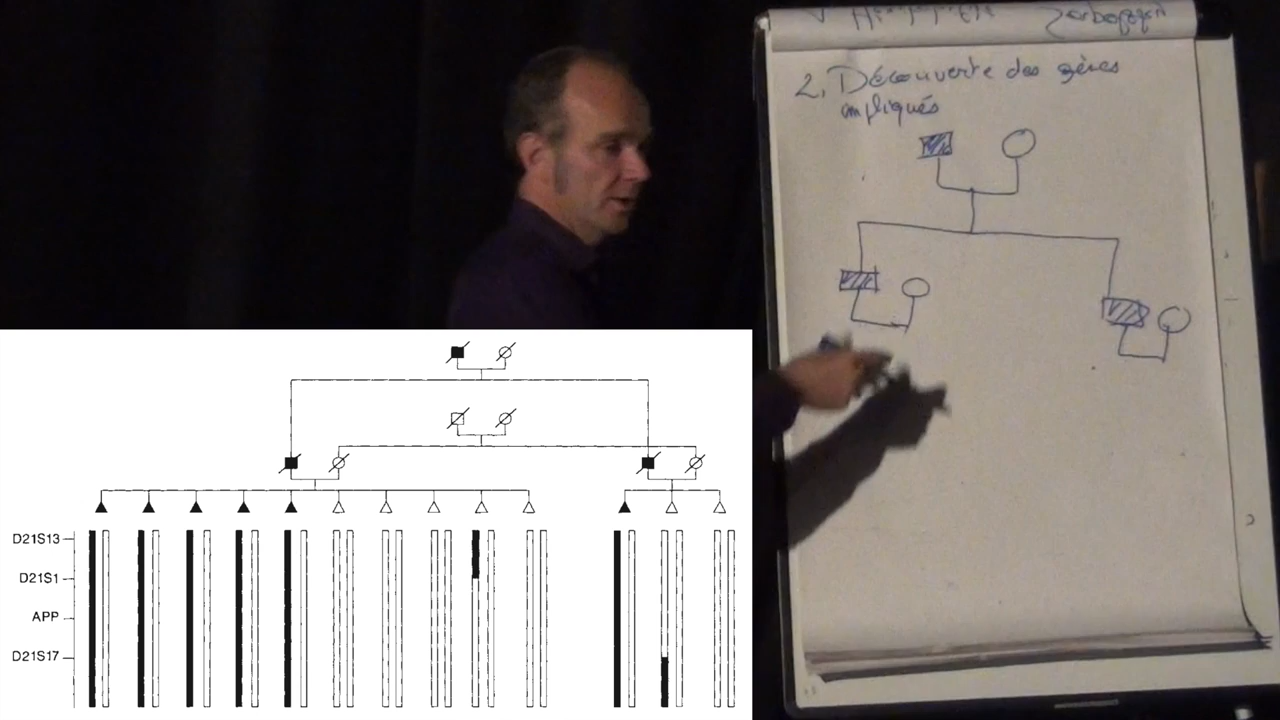 2. Découverte des gènes
impliqués
D21S13
D21S1
APP
D21S17